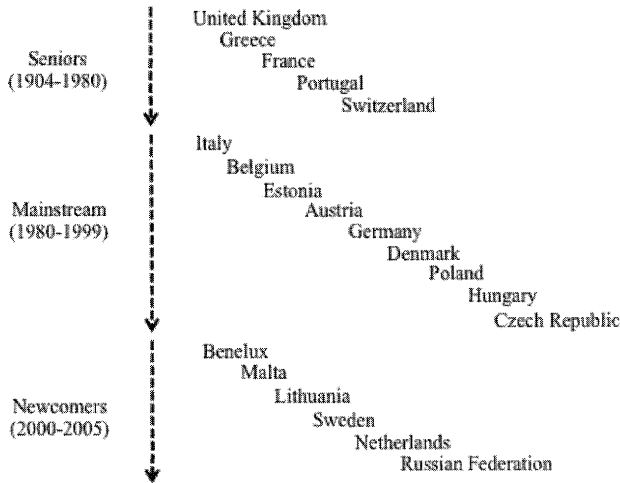 United Kingdom
Greece
Seniors
(1904-1980)
France
Portugal
Switzerland
Italy
Belgium
Estonia
Mainstream
(1980-1999)
Austria
Germany
Denmark
Poland
Hungary
Czech Republic
Benelux
Malta
Lithuania
Newcomers
(2000-2005)
Sweden
Netherlands
Russian Federation